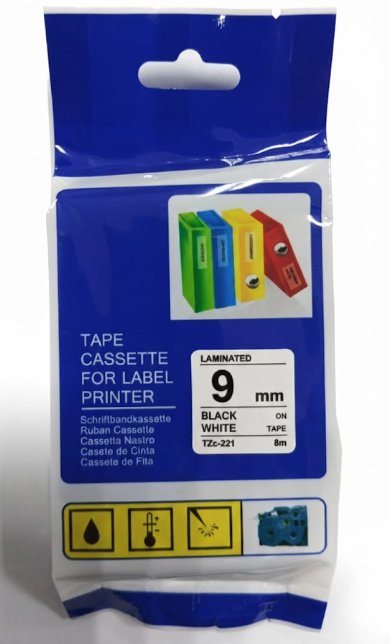 TAPE
CASSETTE
FOR LABEL
PRINTER
Schriftbandkassette
Ruban Cassette
Cassetta Nastro
Casete de Cinta
Cassete de Fita
LAMINATED
9 mm
BLACK ON
WHITE TAPE
TZc-221 8m